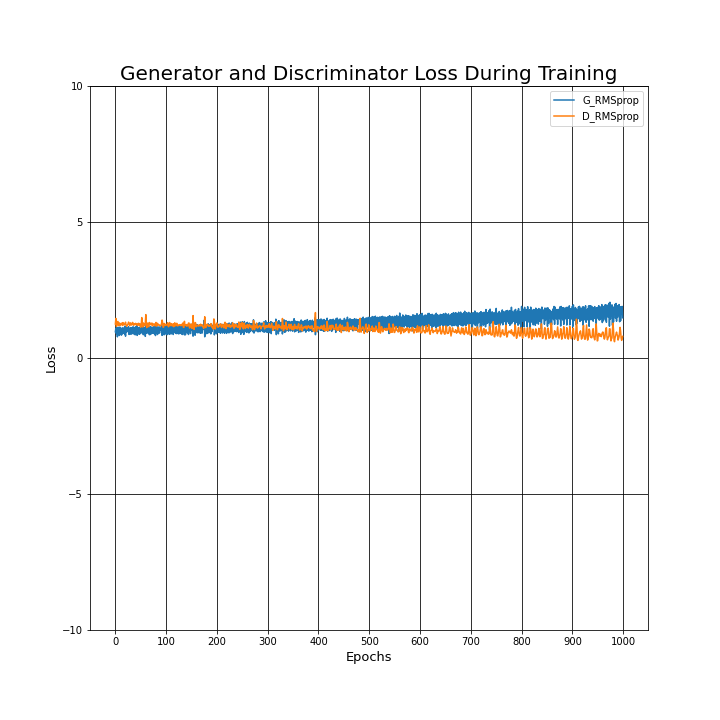 Generator and Discriminator Loss During Training
G_RMSprop
D_RMSprop
10
5
0
−5
−10
Loss
0 100 200 300 400 500 600 700 800 900 1000
Epochs